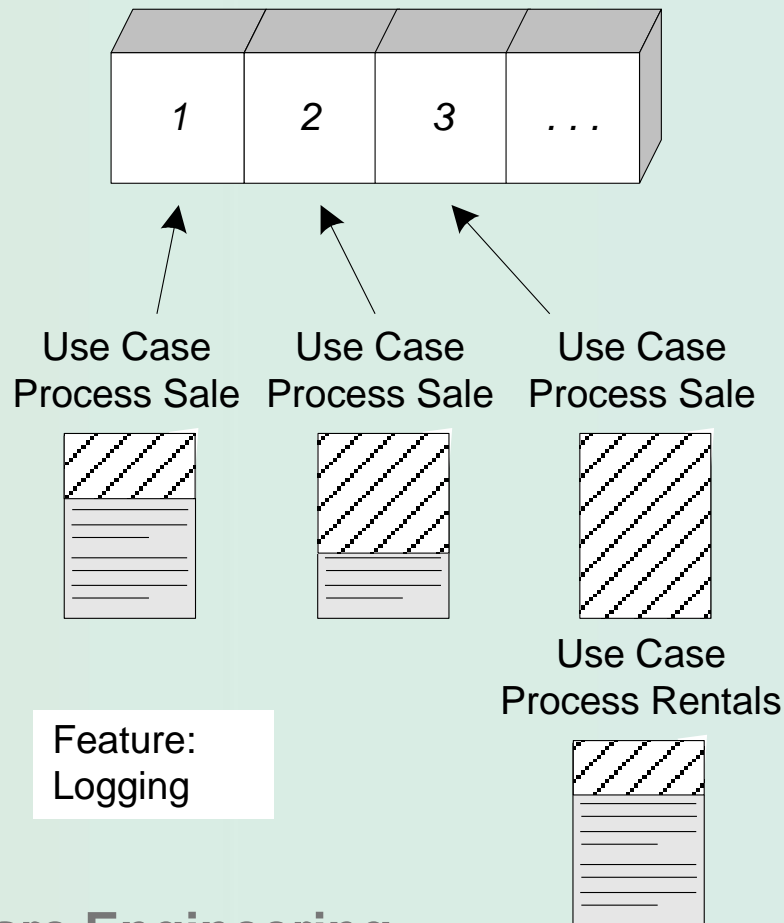 1
2
3
. . .
Use Case
Process Sale
Use Case
Process Sale
Use Case
Process Sale
Use Case
Process Rentals
Feature:
Logging
Engineering